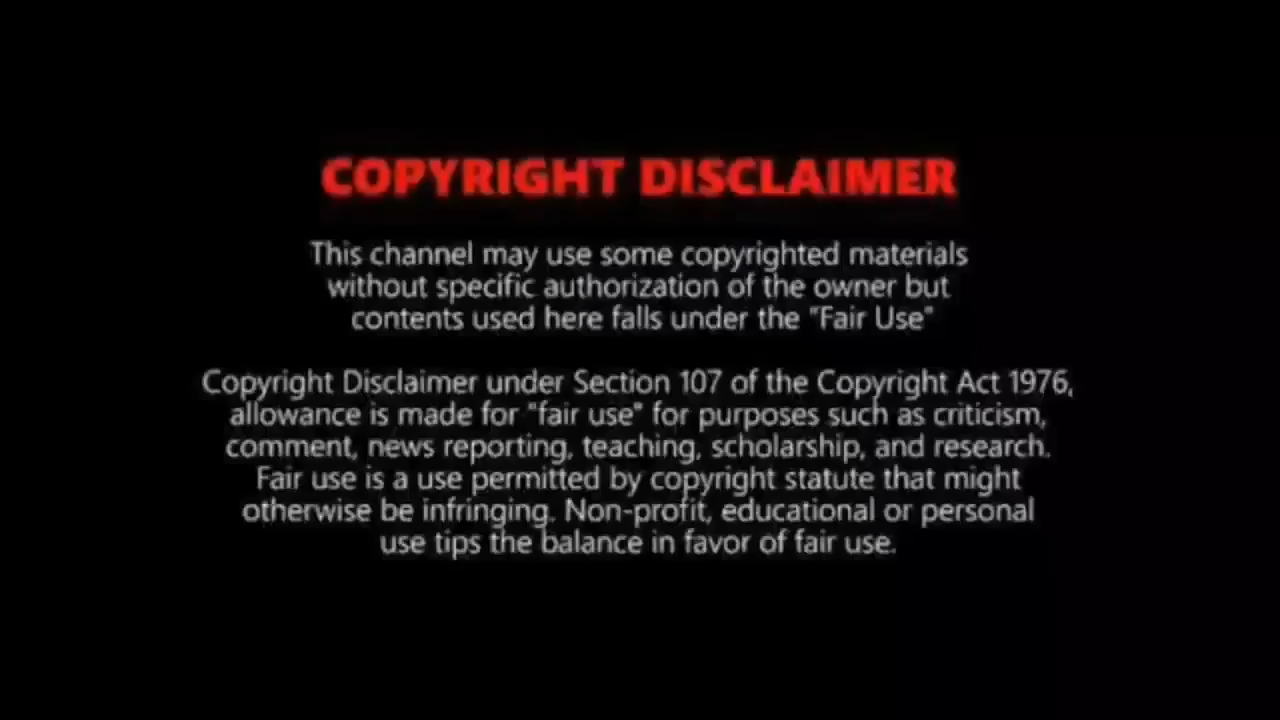 COPYRIGHT DISCLAIMER
This channel may use some copyrighted materials
without specific authorization of the owner but
contents used here falls under the "Fair Use"
Copyright Disclaimer under Section 107 of the Copyright Act 1976,
allowance is made for "fair use" for purposes such as criticism,
comment, news reporting, teaching, scholarship, and research.
Fair use is a use permitted by copyright statute that might
otherwise be infringing. Non-profit, educational or personal
use tips the balance in favor of fair use.